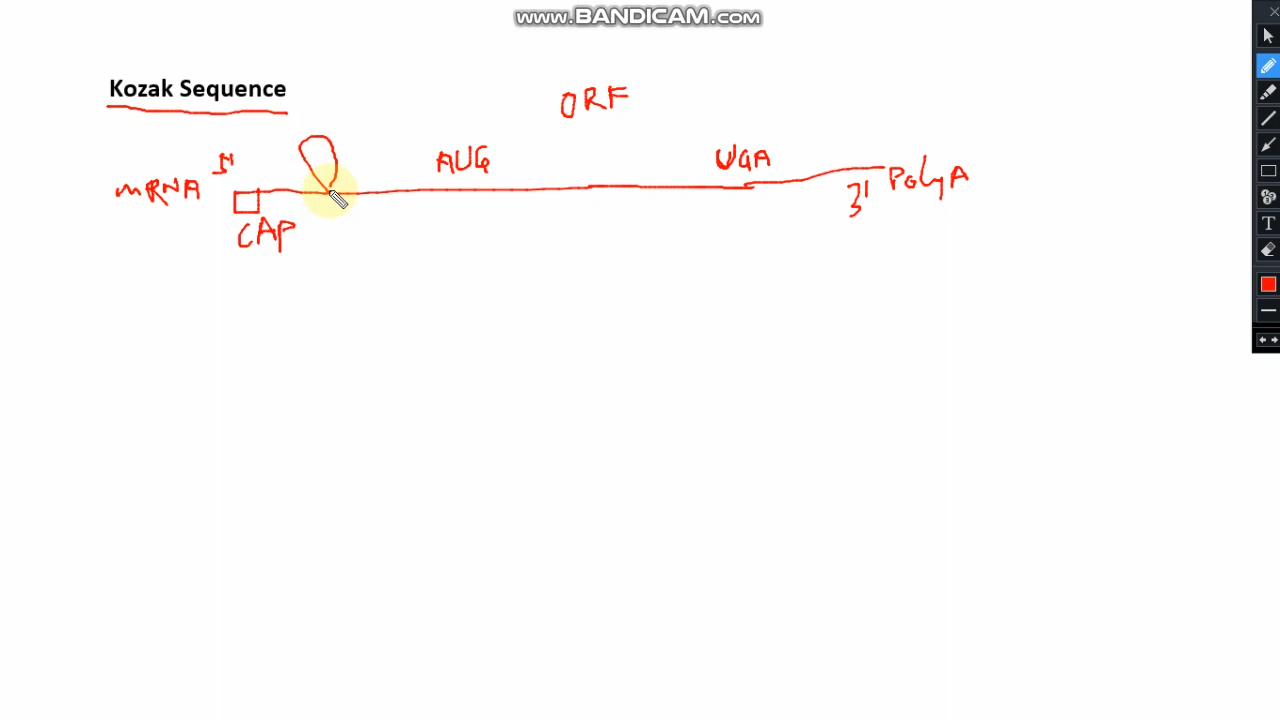 www.BANDICAM.com
Kozak Sequence
ORF
5' AUG UGA
mRNA 3' PolyA
CAP